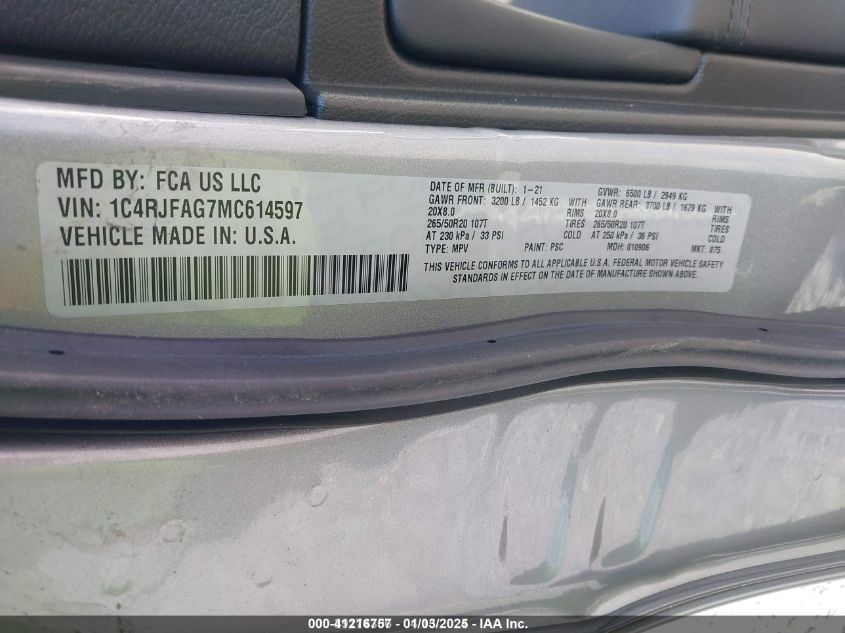 MFD BY: FCA US LLC
VIN: 1C4RJFAG7MC614597
VEHICLE MADE IN: U.S.A.
DATE OF MFR (BUILT): 1-21 GVWR: 6500 LB / 2949 KG
GAWR FRONT: 3200 LB / 1452 KG WITH GAWR REAR: 3700 LB / 1679 KG WITH
20X8.0 RIMS 20X8.0 RIMS
265/50R20 107T TIRES 265/50R20 107T TIRES
AT 230 kPa / 33 PSI COLD AT 250 kPa / 36 PSI COLD
TYPE: MPV PAINT: PSC MDH: 010906 MKT: 875
THIS VEHICLE CONFORMS TO ALL APPLICABLE U.S.A. FEDERAL MOTOR VEHICLE SAFETY
STANDARDS IN EFFECT ON THE DATE OF MANUFACTURE SHOWN ABOVE.
000-41216757 - 01/03/2025 - IAA Inc.